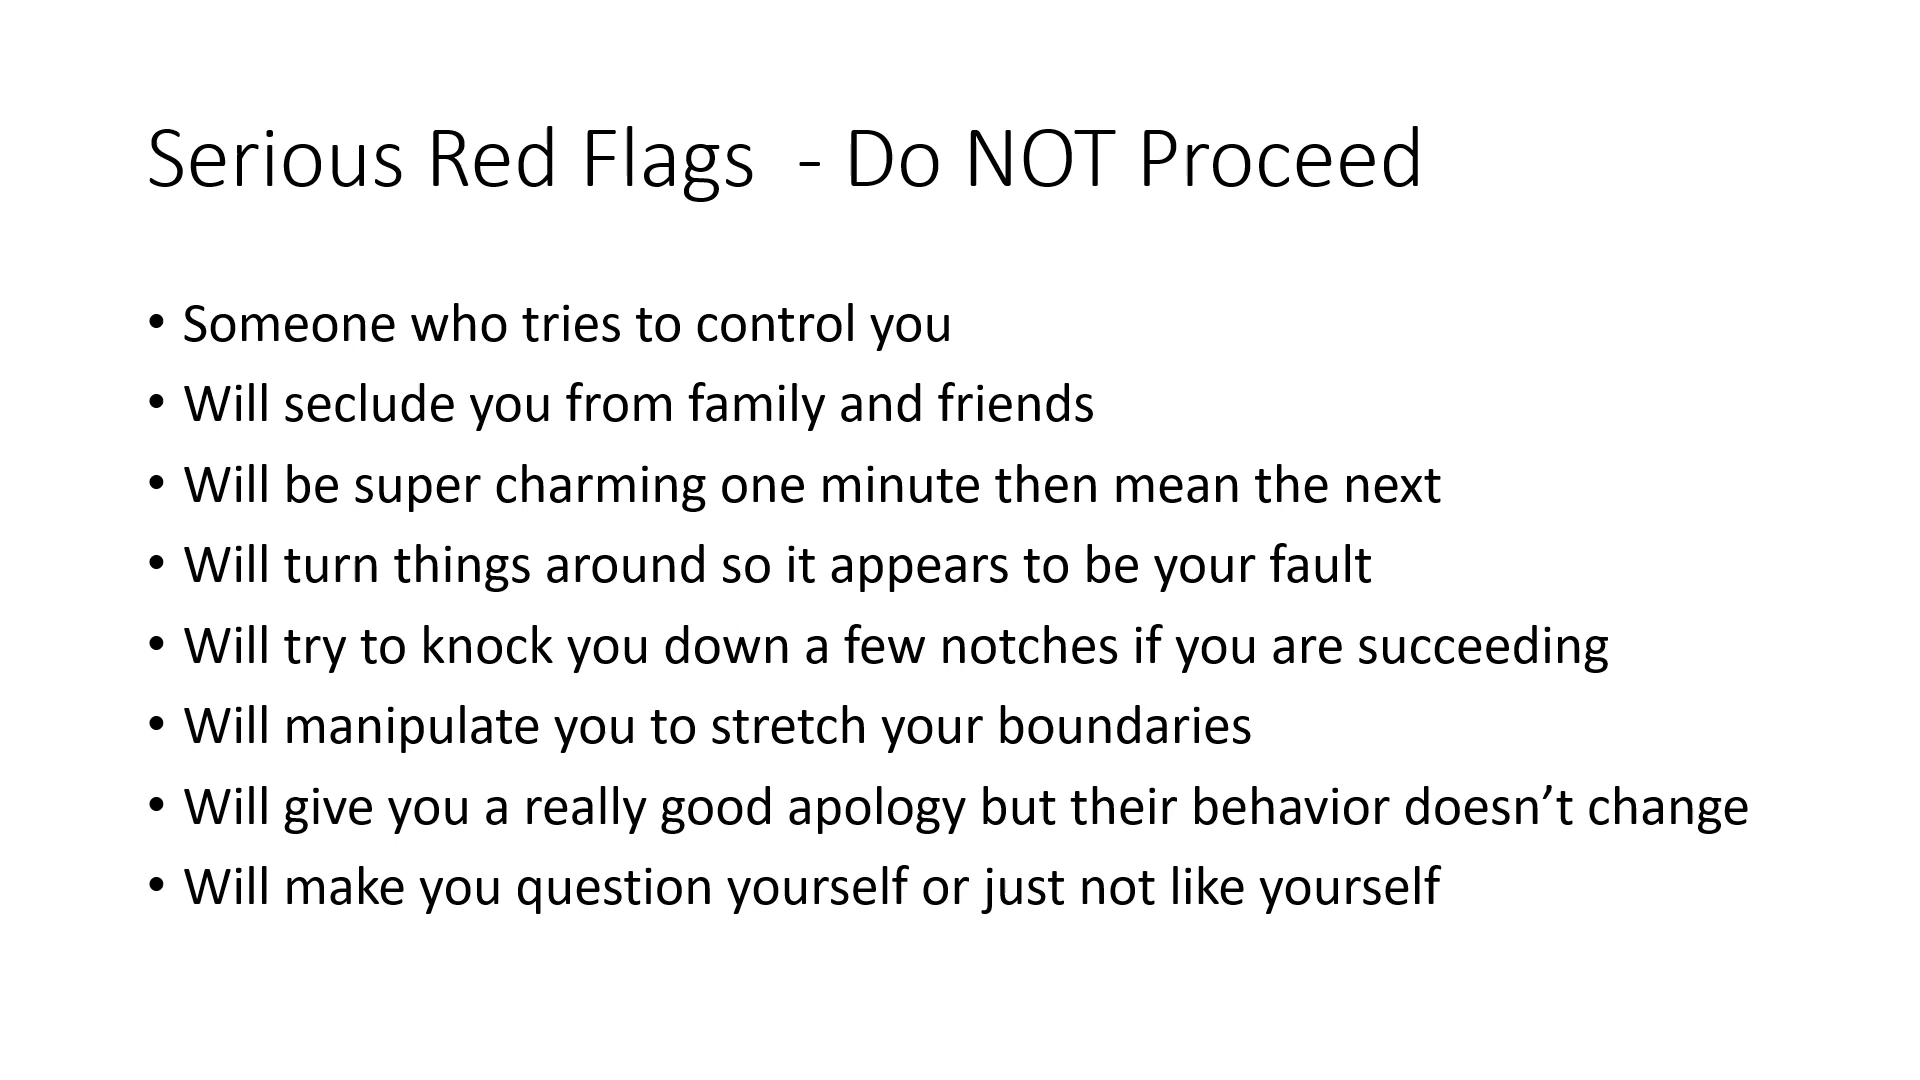 Serious Red Flags  - Do NOT Proceed
• Someone who tries to control you
• Will seclude you from family and friends
• Will be super charming one minute then mean the next
• Will turn things around so it appears to be your fault
• Will try to knock you down a few notches if you are succeeding
• Will manipulate you to stretch your boundaries
• Will give you a really good apology but their behavior doesn’t change
• Will make you question yourself or just not like yourself